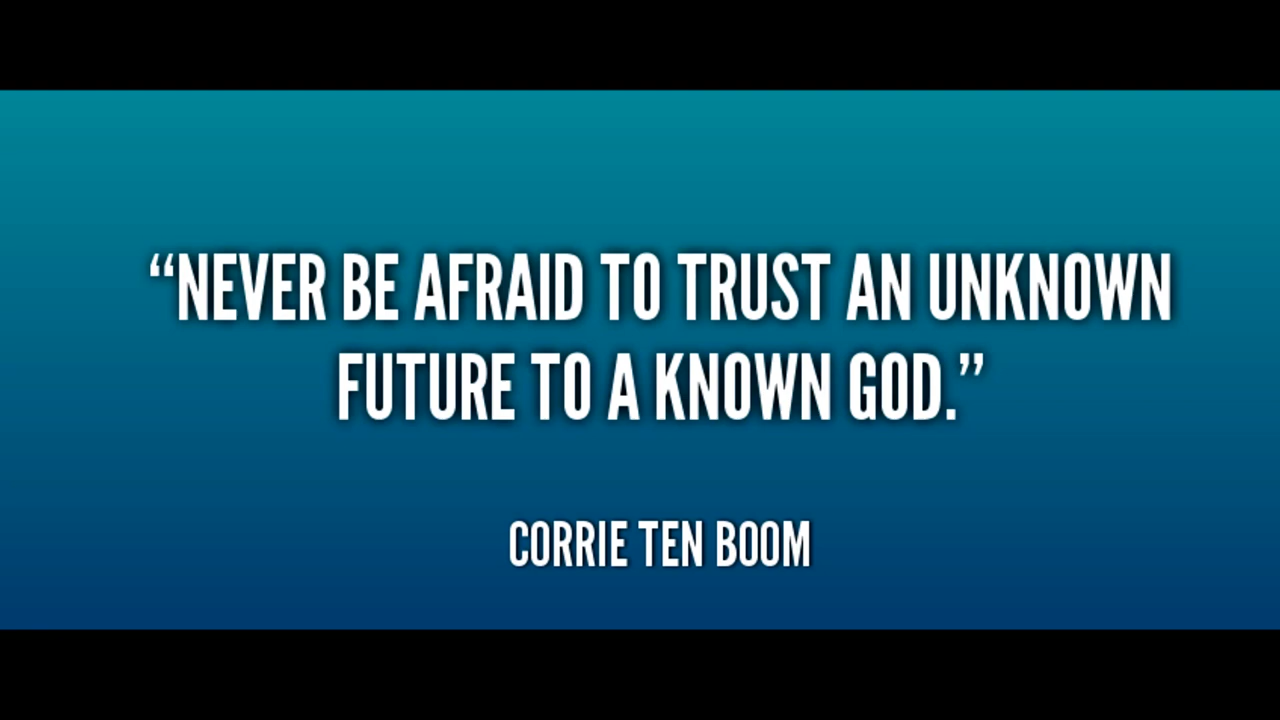 “NEVER BE AFRAID TO TRUST AN UNKNOWN
FUTURE TO A KNOWN GOD.”
CORRIE TEN BOOM